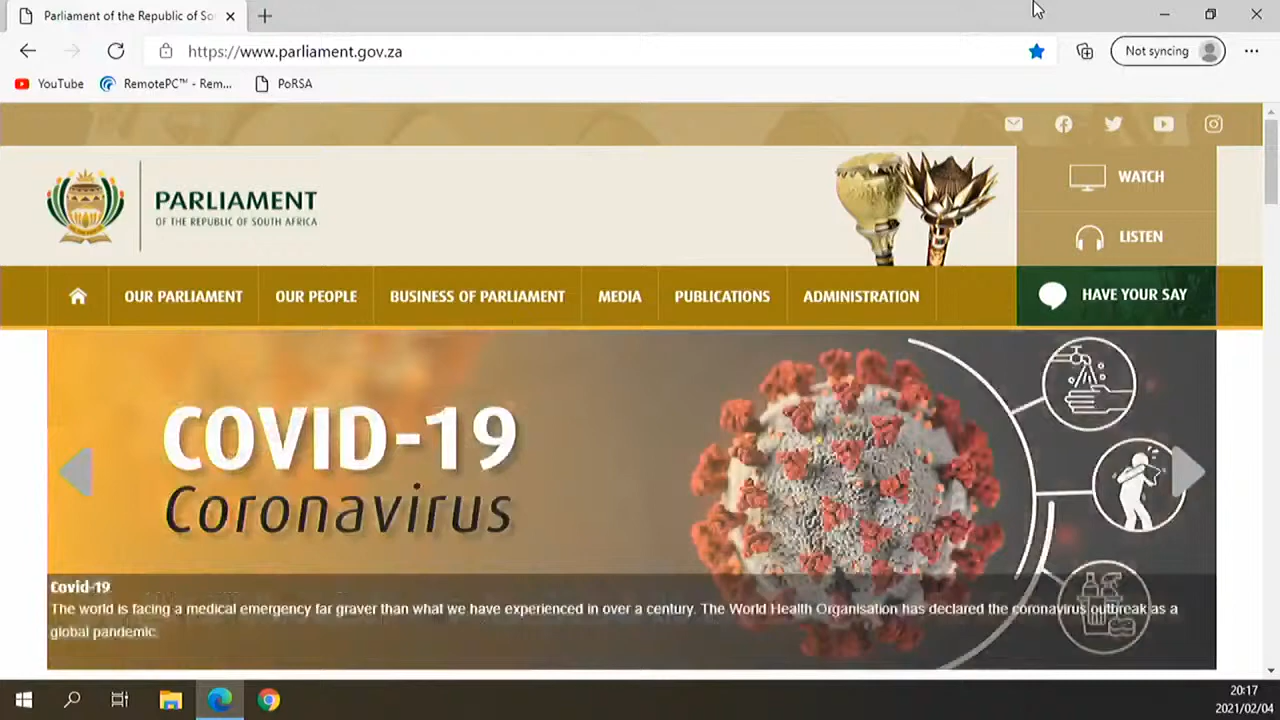 Parliament of the Republic of So
https://www.parliament.gov.za
Not syncing
YouTube
RemotePC™ - Rem...
PoRSA
PARLIAMENT
OF THE REPUBLIC OF SOUTH AFRICA
WATCH
LISTEN
OUR PARLIAMENT
OUR PEOPLE
BUSINESS OF PARLIAMENT
MEDIA
PUBLICATIONS
ADMINISTRATION
HAVE YOUR SAY
COVID-19
Coronavirus
Covid-19
The world is facing a medical emergency far graver than what we have experienced in over a century. The World Health Organisation has declared the coronavirus outbreak as a
global pandemic.
20:17
2021/02/04